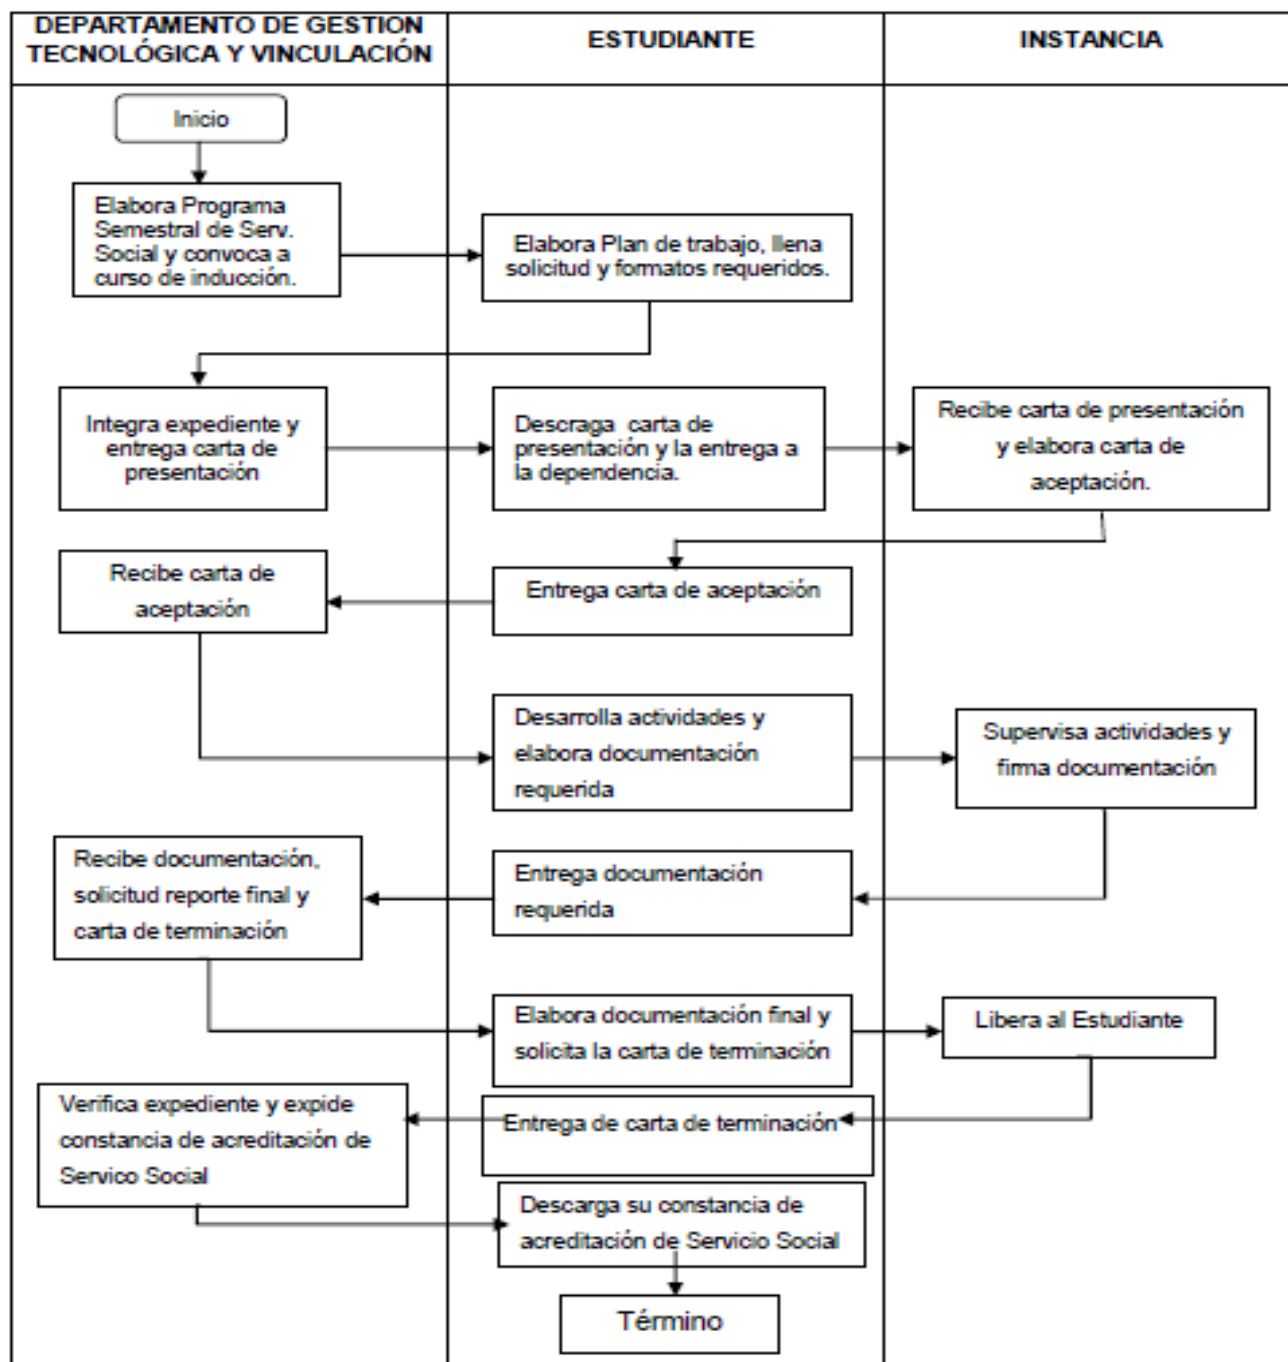 DEPARTAMENTO DE GESTION
TECNOLÓGICA Y VINCULACIÓN
ESTUDIANTE
INSTANCIA
Inicio
Elabora Programa
Semestral de Serv.
Social y convoca a
curso de inducción.
Elabora Plan de trabajo, llena
solicitud y formatos requeridos.
Integra expediente y
entrega carta de
presentación
Descraga carta de
presentación y la entrega a
la dependencia.
Recibe carta de presentación
y elabora carta de
aceptación.
Entrega carta de aceptación
Recibe carta de
aceptación
Desarrolla actividades y
elabora documentación
requerida
Supervisa actividades y
firma documentación
Entrega documentación
requerida
Recibe documentación,
solicitud reporte final y
carta de terminación
Elabora documentación final y
solicita la carta de terminación
Libera al Estudiante
Entrega de carta de terminación
Verifica expediente y expide
constancia de acreditación de
Servico Social
Descarga su constancia de
acreditación de Servicio Social
Término